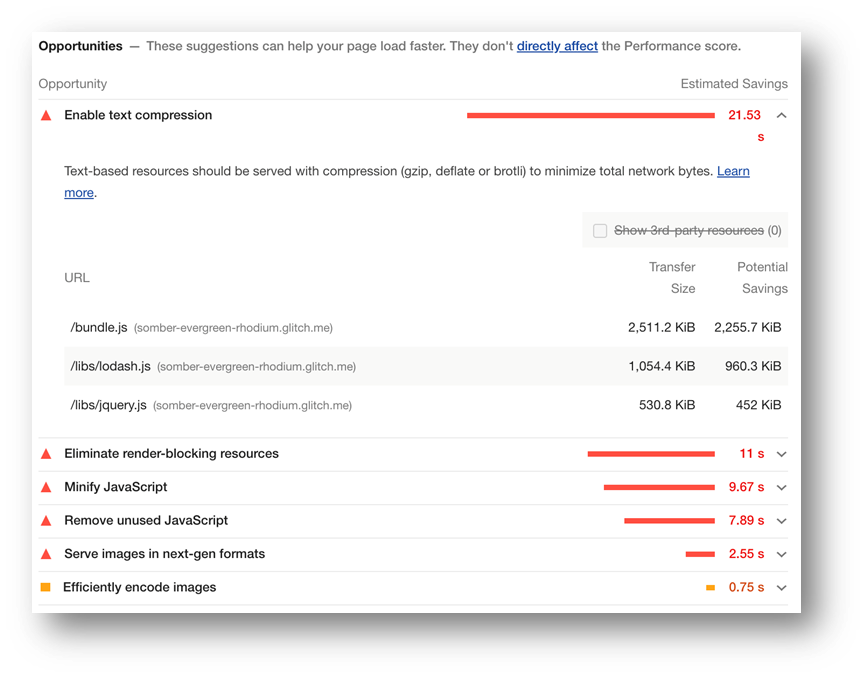 Opportunities — These suggestions can help your page load faster. They don't directly affect the Performance score.
Opportunity Estimated Savings
Enable text compression 21.53
s
Text-based resources should be served with compression (gzip, deflate or brotli) to minimize total network bytes. Learn
more.
Show 3rd-party resources (0)
Transfer Potential
URL
Size Savings
/bundle.js (somber-evergreen-rhodium.glitch.me) 2,511.2 KiB 2,255.7 KiB
/libs/lodash.js (somber-evergreen-rhodium.glitch.me) 1,054.4 KiB 960.3 KiB
/libs/jquery.js (somber-evergreen-rhodium.glitch.me) 530.8 KiB 452 KiB
Eliminate render-blocking resources 11 s
Minify JavaScript 9.67 s
Remove unused JavaScript 7.89 s
Serve images in next-gen formats 2.55 s
Efficiently encode images 0.75 s